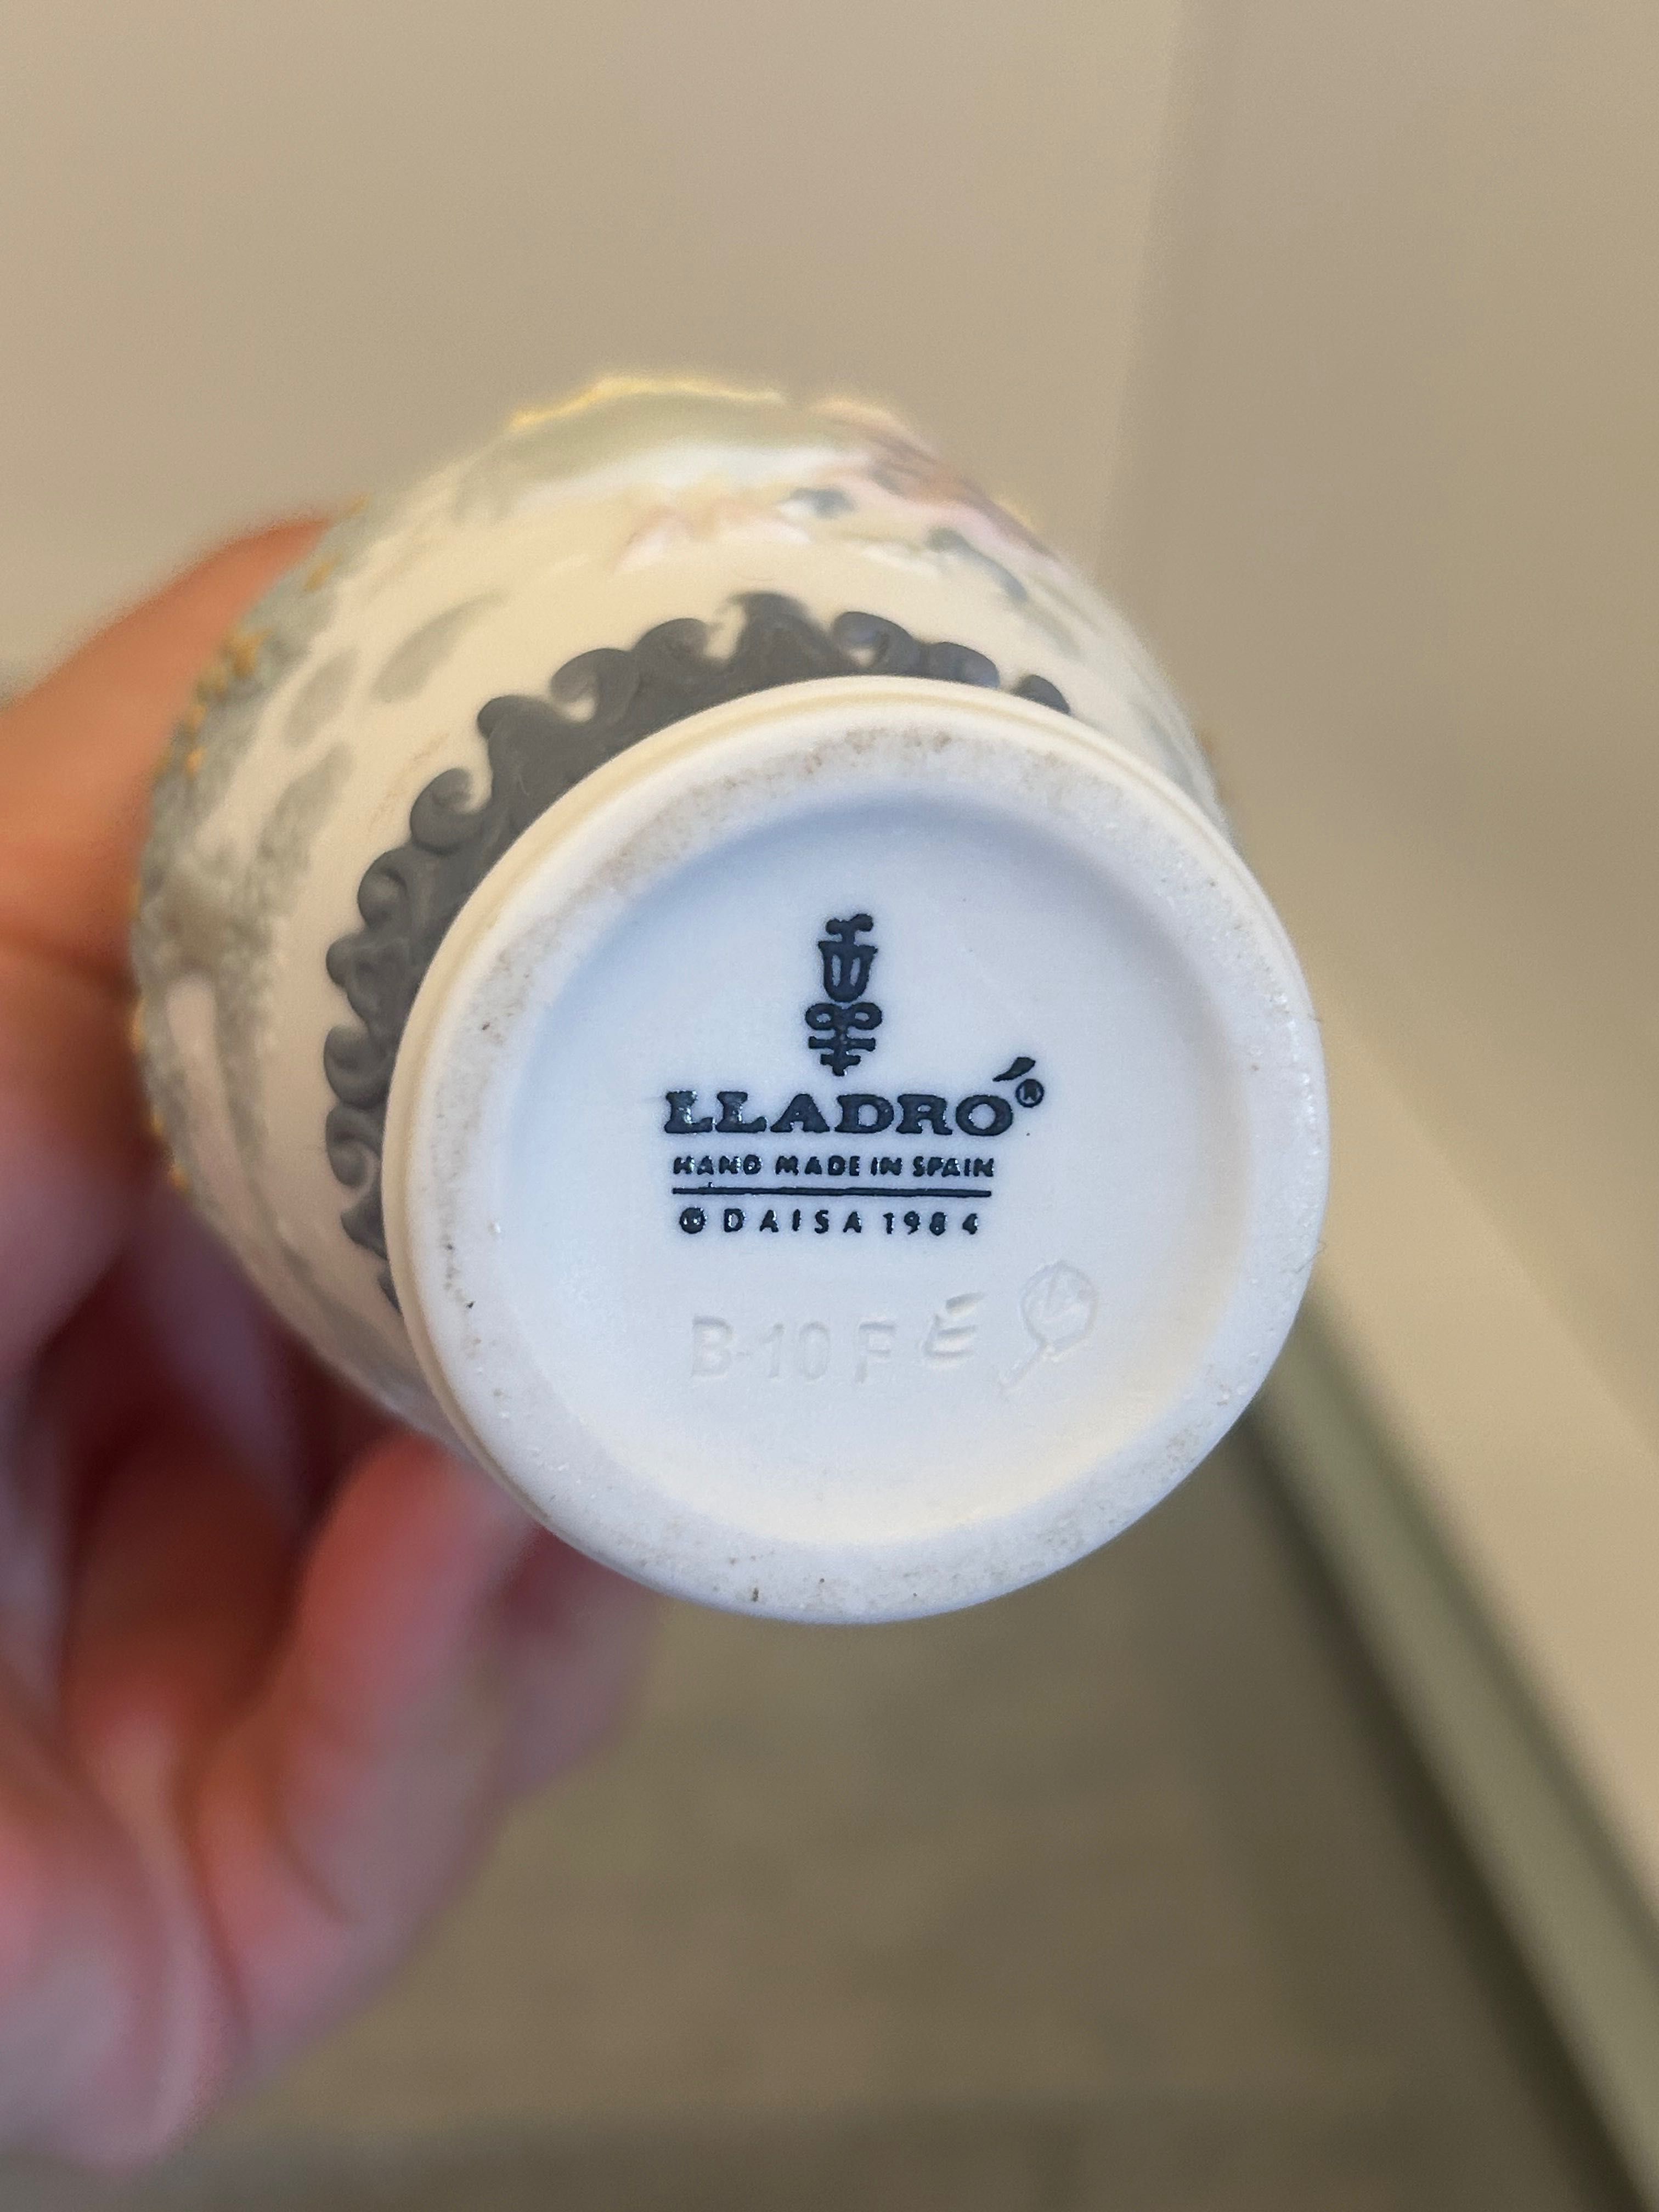 LLADRÓ®
HAND MADE IN SPAIN
© DAISA 1984
B-10 F E